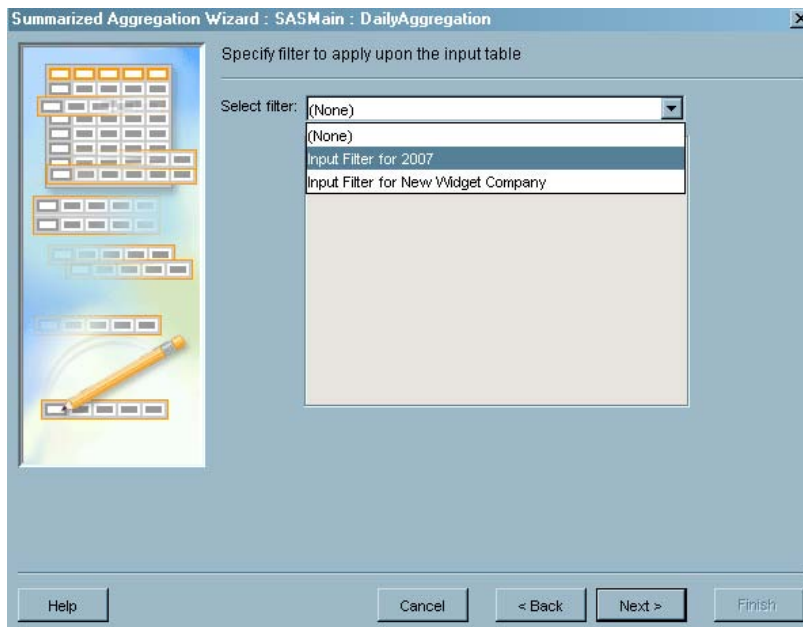 Summarized Aggregation Wizard : SASMain : DailyAggregation
Specify filter to apply upon the input table
Select filter: (None)
(None)
Input Filter for 2007
Input Filter for New Widget Company
Help Cancel < Back Next > Finish